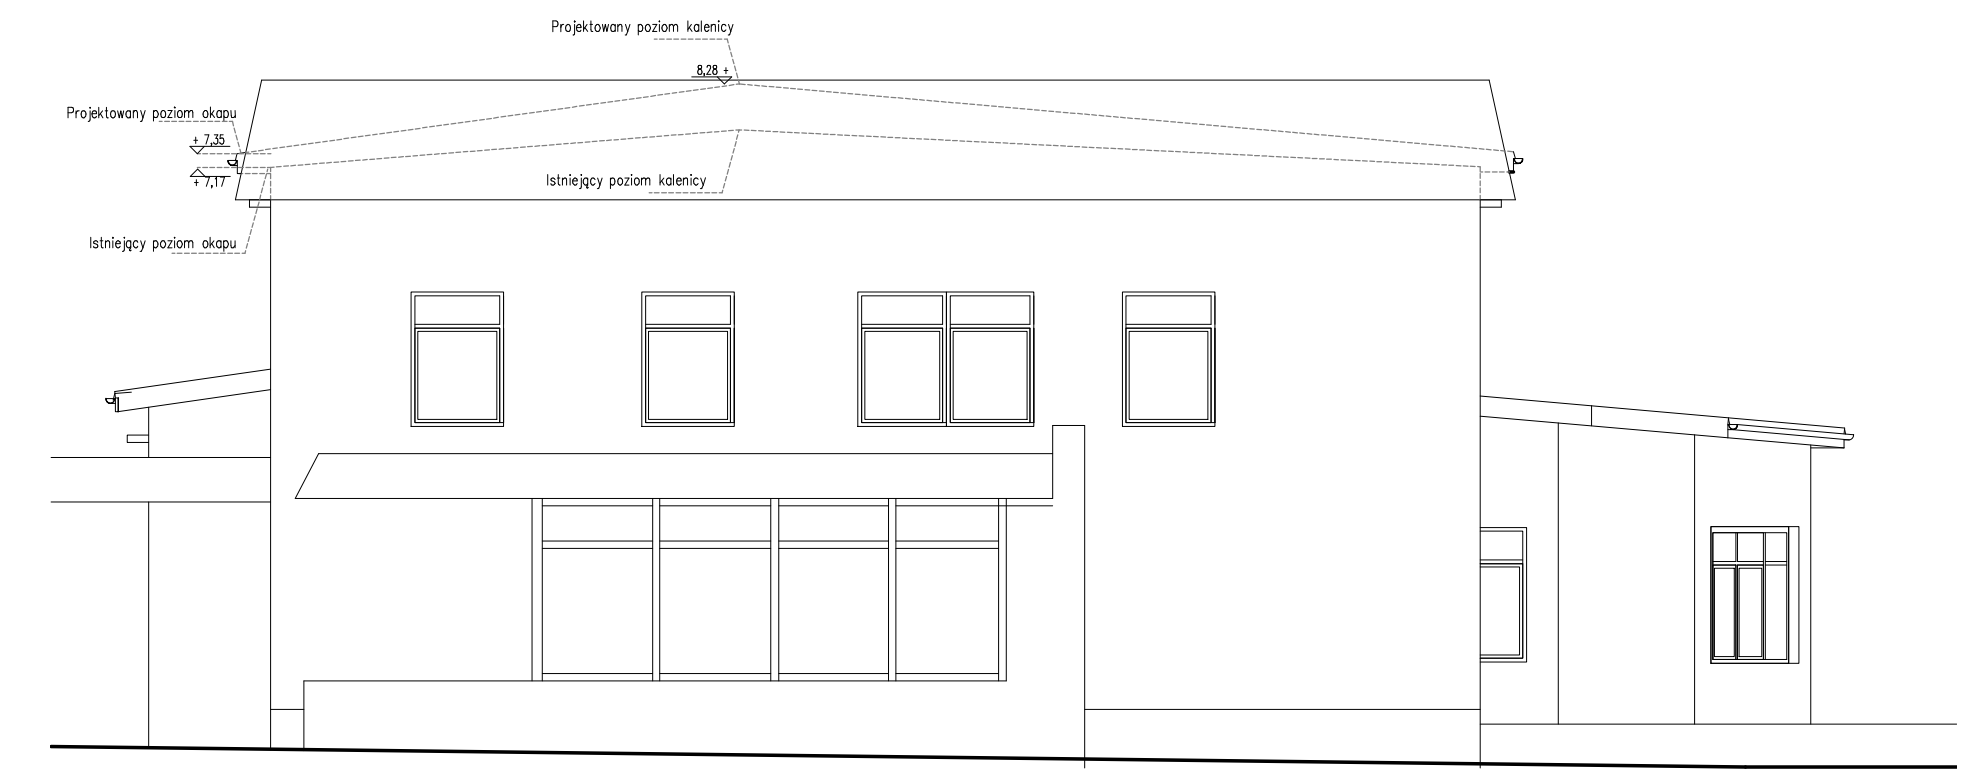 Projektowany poziom kalenicy
8,28 +
Projektowany poziom okapu
+ 7,35
+ 7,17
Istniejący poziom kalenicy
Istniejący poziom okapu